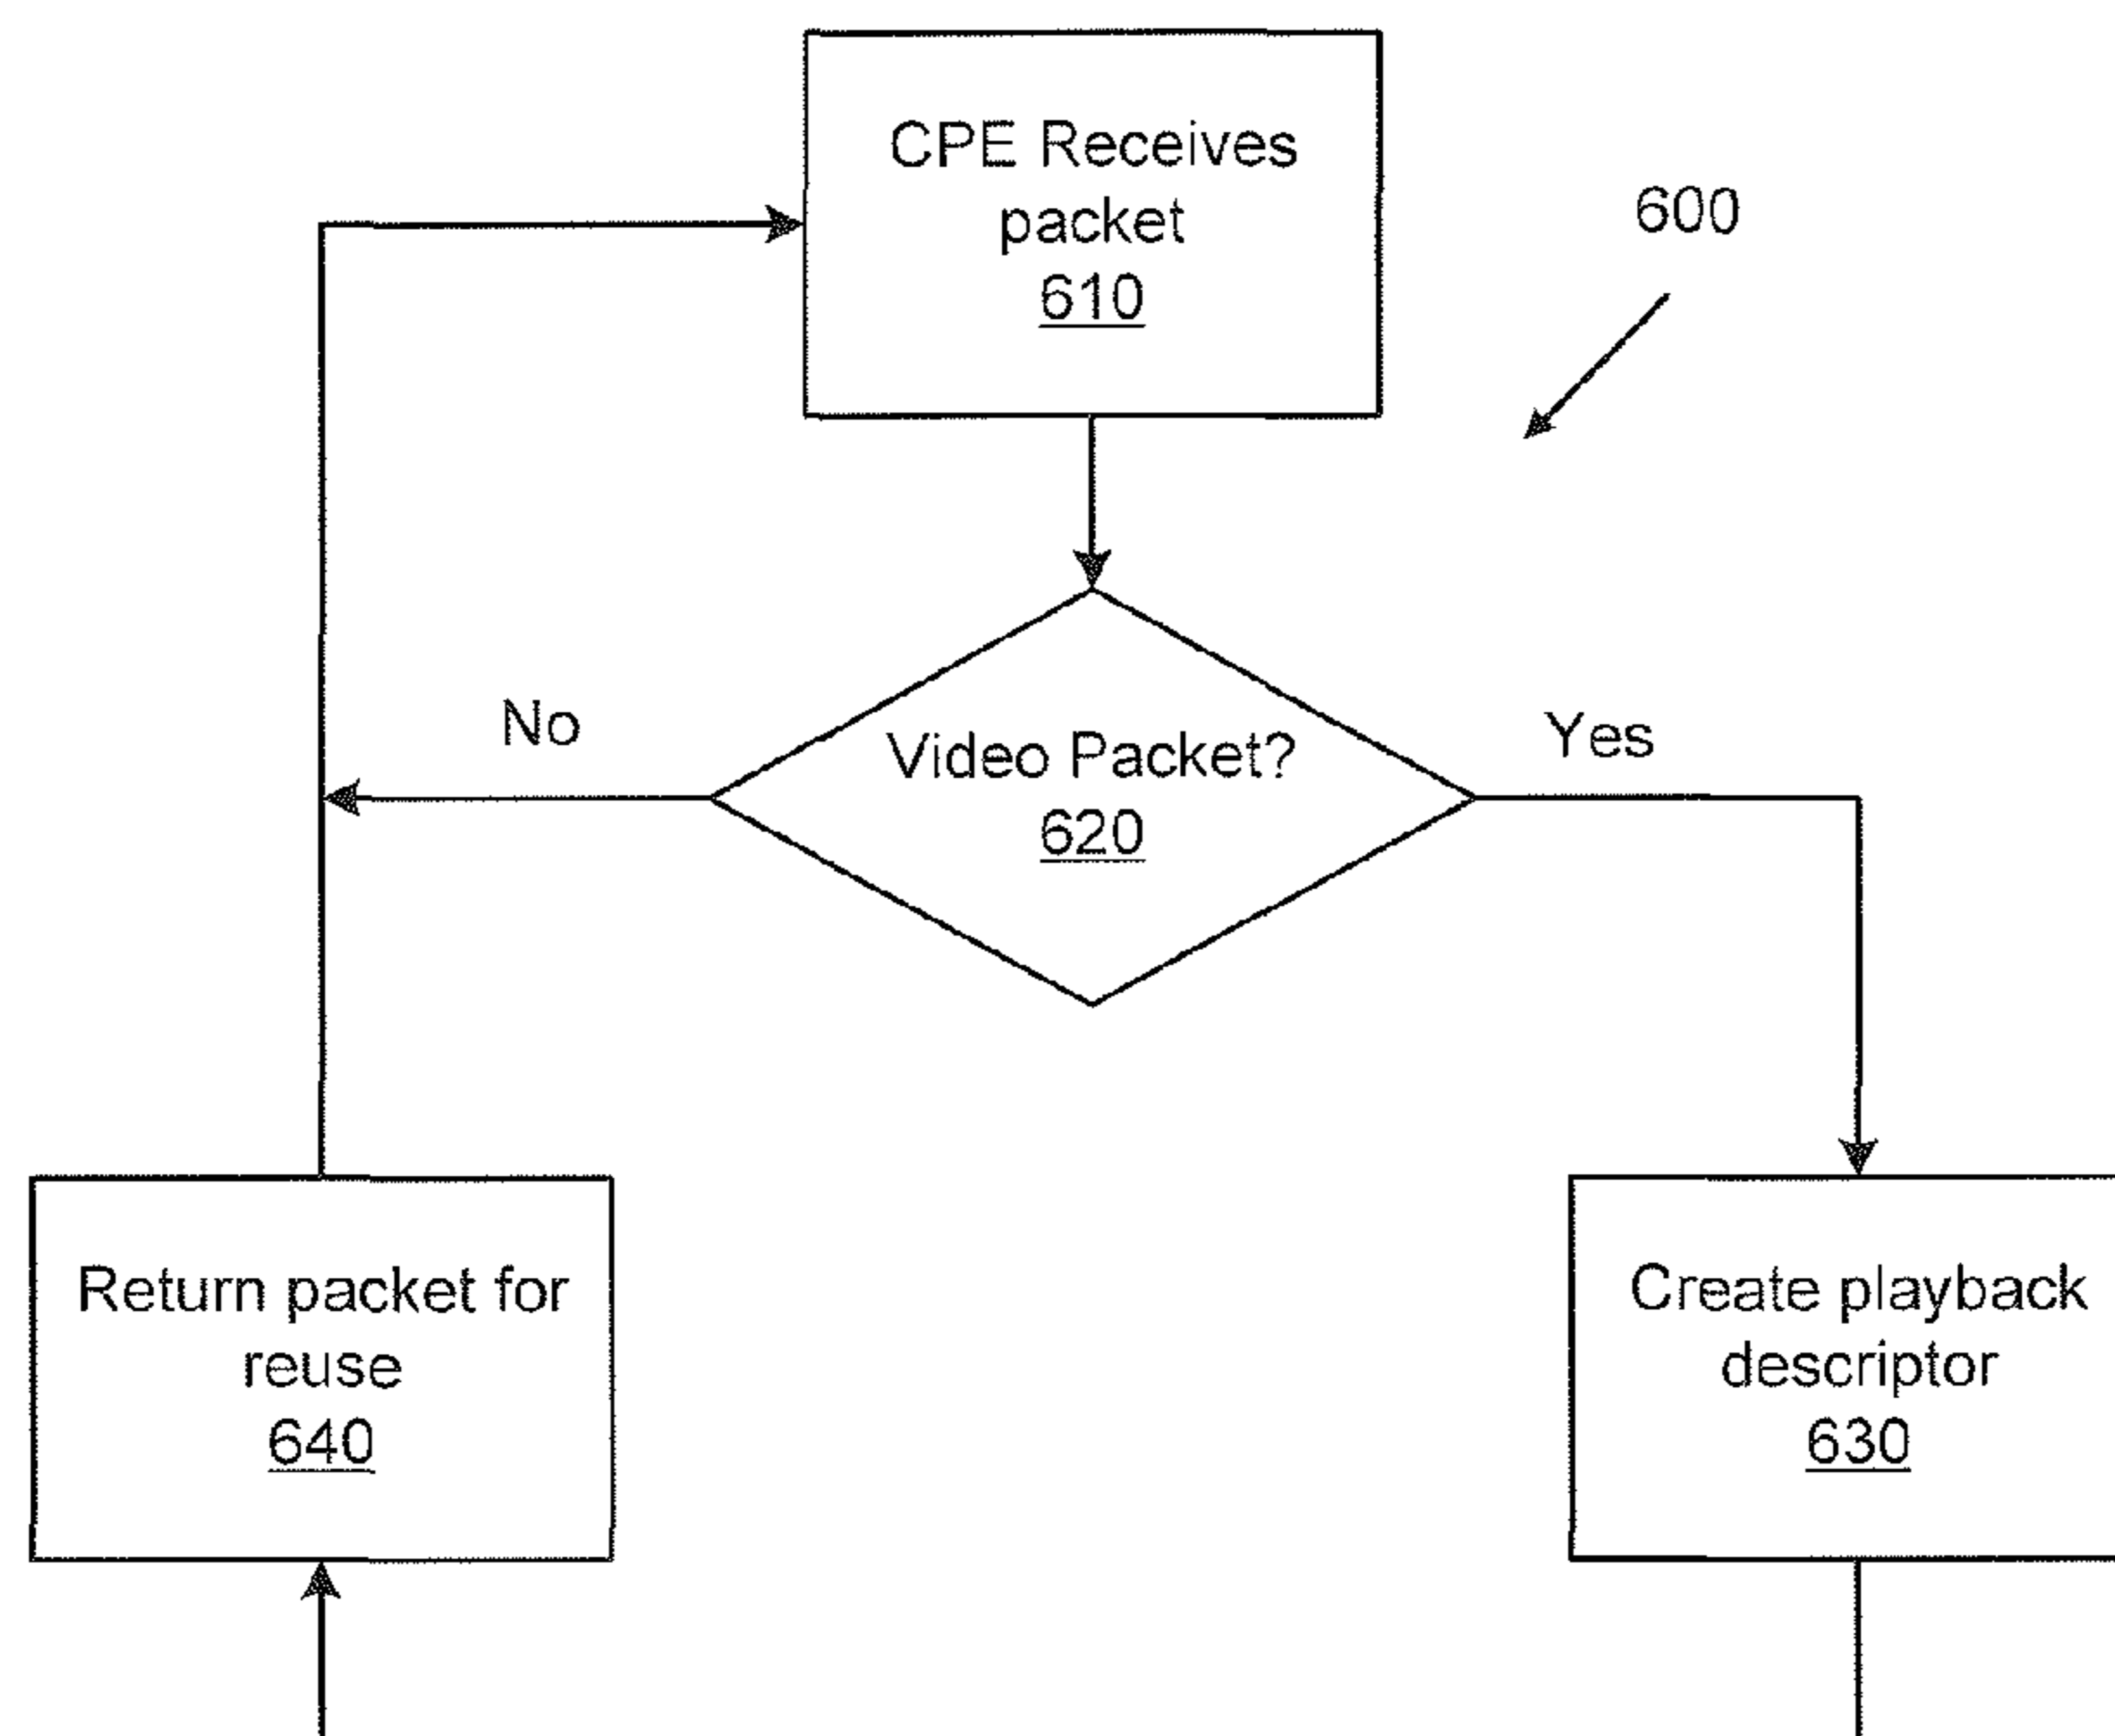 CPE Receives
packet
610
600
No
Video Packet?
620
Yes
Return packet for
reuse
640
Create playback
descriptor
630